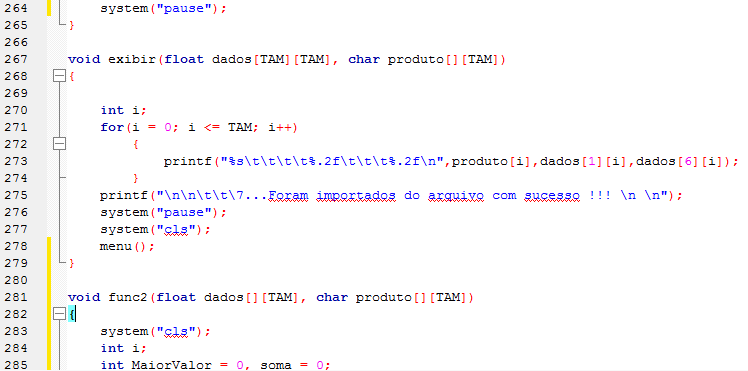 264 system("pause");
265 }
266
267 void exibir(float dados[TAM][TAM], char produto[][TAM])
268 {
269
270 int i;
271 for(i = 0; i <= TAM; i++)
272 {
273 printf("%s\t\t\t\t%.2f\t\t\t%.2f\n",produto[i],dados[1][i],dados[6][i]);
274 }
275 printf("\n\n\t\t\7...Foram importados do arquivo com sucesso !!! \n \n");
276 system("pause");
277 system("cls");
278 menu();
279 }
280
281 void func2(float dados[][TAM], char produto[][TAM])
282 {
283 system("cls");
284 int i;
285 int MaiorValor = 0, soma = 0;